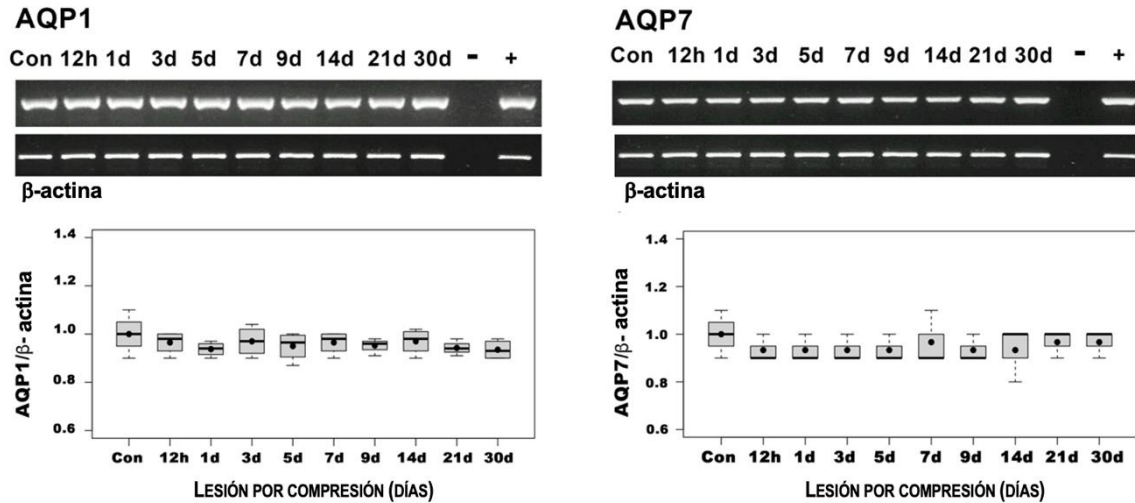 AQP1
Con 12h 1d 3d 5d 7d 9d 14d 21d 30d - +
β-actina
1.4
1.2
1.0
0.8
0.6
AQP1/β- actina
Con 12h 1d 3d 5d 7d 9d 14d 21d 30d
LESIÓN POR COMPRESIÓN (DÍAS)
AQP7
Con 12h 1d 3d 5d 7d 9d 14d 21d 30d - +
β-actina
1.4
1.2
1.0
0.8
0.6
AQP7/β- actina
Con 12h 1d 3d 5d 7d 9d 14d 21d 30d
LESIÓN POR COMPRESIÓN (DÍAS)